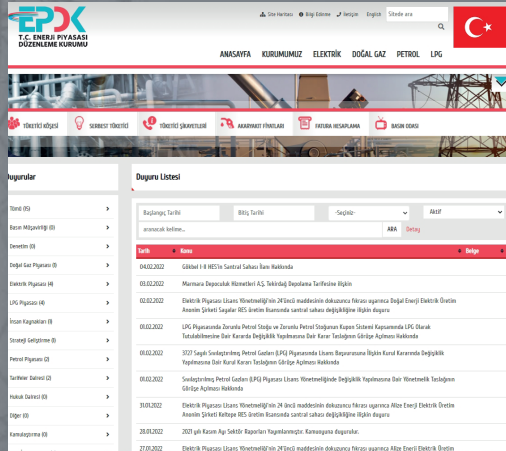 EPDK
T.C. ENERJİ PİYASASI
DÜZENLEME KURUMU
Site Haritası Bilgi Edinme İletişim English Sitede ara
ANASAYFA KURUMUMUZ ELEKTRİK DOĞAL GAZ PETROL LPG
TÜKETİCİ KÖŞESİ SERBEST TÜKETİCİ TÜKETİCİ ŞİKAYETLERİ AKARYAKIT FİYATLARI FATURA HESAPLAMA BASIN ODASI
Duyurular
Duyuru Listesi
Tümü (15)
Basın Müşavirliği (0)
Denetim (0)
Doğal Gaz Piyasası (1)
Elektrik Piyasası (4)
LPG Piyasası (4)
İnsan Kaynakları (1)
Strateji Geliştirme (1)
Petrol Piyasası (2)
Tarifeler Dairesi (2)
Hukuk Dairesi (0)
Diğer (0)
Kamulaştırma (0)
Başlangıç Tarihi Bitiş Tarihi -Seçiniz- Aktif
aranacak kelime... ARA Detay
Tarih Konu Belge
04.02.2022 Gökbel I-II HES'in Santral Sahası İlanı Hakkında
03.02.2022 Marmara Depoculuk Hizmetleri A.Ş. Tekirdağ Depolama Tarifesine ilişkin
02.02.2022 Elektrik Piyasası Lisans Yönetmeliği'nin 24'üncü maddesinin dokuzuncu fıkrası uyarınca Doğal Enerji Elektrik Üretim
Anonim Şirketi Sayalar RES üretim lisansında santral sahası değişikliğine ilişkin duyuru
01.02.2022 LPG Piyasasında Zorunlu Petrol Stoğu ve Zorunlu Petrol Stoğunun Kupon Sistemi Kapsamında LPG Olarak
Tutulabilmesine Dair Kararda Değişiklik Yapılmasına Dair Karar Taslağının Görüşe Açılması Hakkında
01.02.2022 3727 Sayılı Sıvılaştırılmış Petrol Gazları (LPG) Piyasasında Lisans Başvurusuna İlişkin Kurul Kararında Değişiklik
Yapılmasına Dair Kurul Kararı Taslağının Görüşe Açılması Hakkında
01.02.2022 Sıvılaştırılmış Petrol Gazları (LPG) Piyasası Lisans Yönetmeliğinde Değişiklik Yapılmasına Dair Yönetmelik Taslağının
Görüşe Açılması Hakkında
31.01.2022 Elektrik Piyasası Lisans Yönetmeliği'nin 24 üncü maddesinin dokuzuncu fıkrası uyarınca Alize Enerji Elektrik Üretim
Anonim Şirketi Keltepe RES üretim lisansında santral sahası değişikliğine ilişkin duyuru
28.01.2022 2021 yılı Kasım Ayı Sektör Raporları Yayımlanmıştır. Kamuoyuna duyurulur.
27.01.2022 Elektrik Piyasası Lisans Yönetmeliği'nin 24'üncü maddesinin dokuzuncu fıkrası uyarınca Alize Enerji Elektrik Üretim